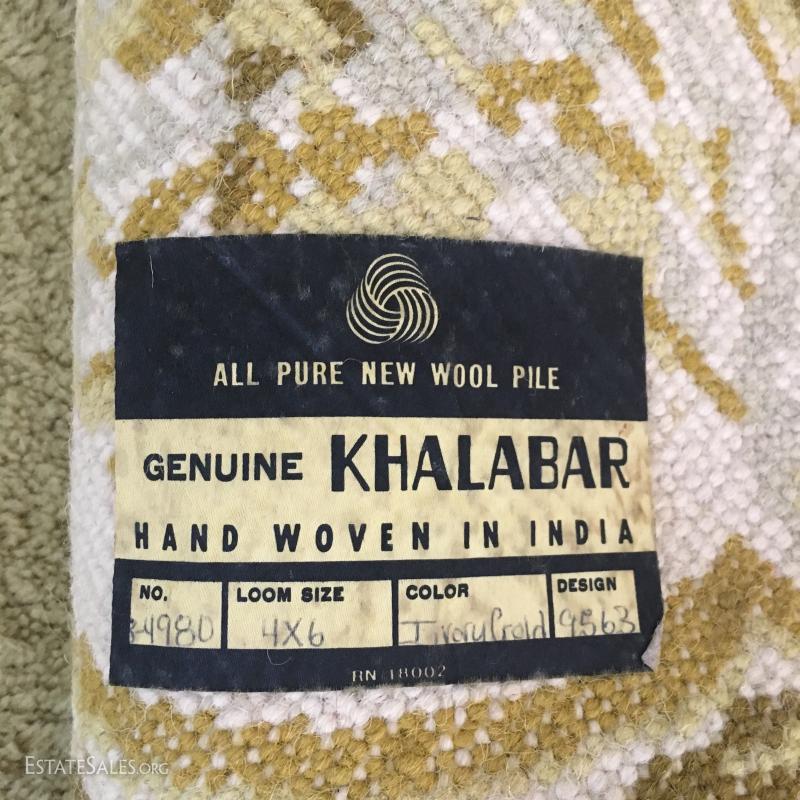 ALL PURE NEW WOOL PILE
GENUINE KHALABAR
HAND WOVEN IN INDIA
NO. LOOM SIZE COLOR DESIGN
34980 4X6 Ivory Gold 9563
RN 18002
ESTATESALES.ORG